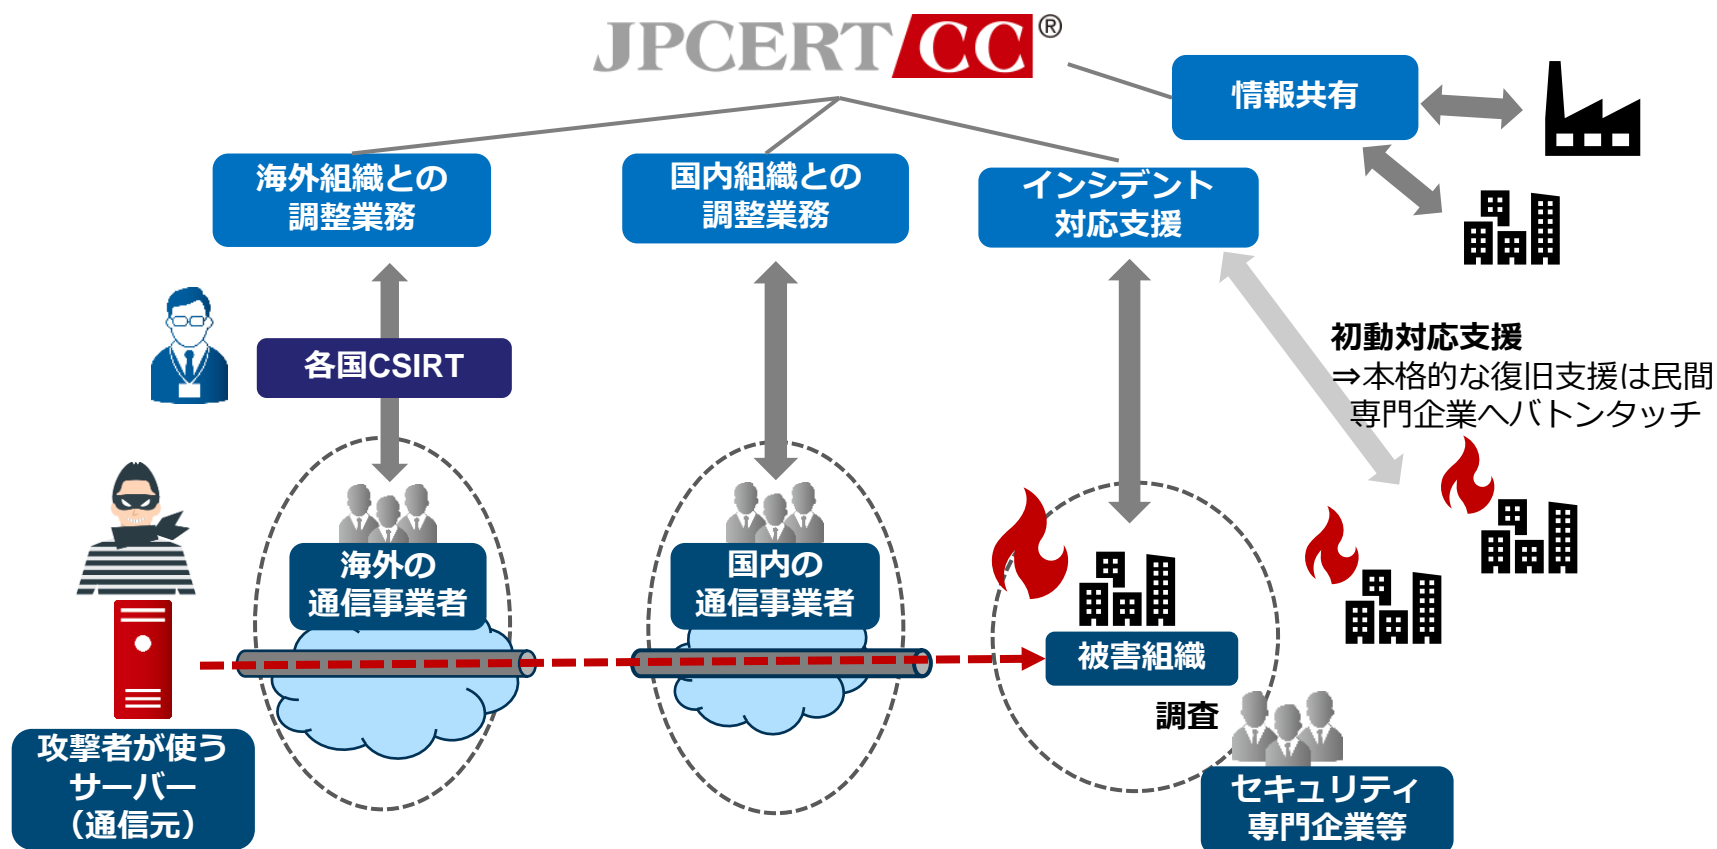 JPCERT CC®
情報共有
海外組織との
調整業務
国内組織との
調整業務
インシデント
対応支援
各国CSIRT
初動対応支援
⇒本格的な復旧支援は民間
専門企業へバトンタッチ
海外の
通信事業者
国内の
通信事業者
被害組織
調査
攻撃者が使う
サーバー
（通信元）
セキュリティ
専門企業等